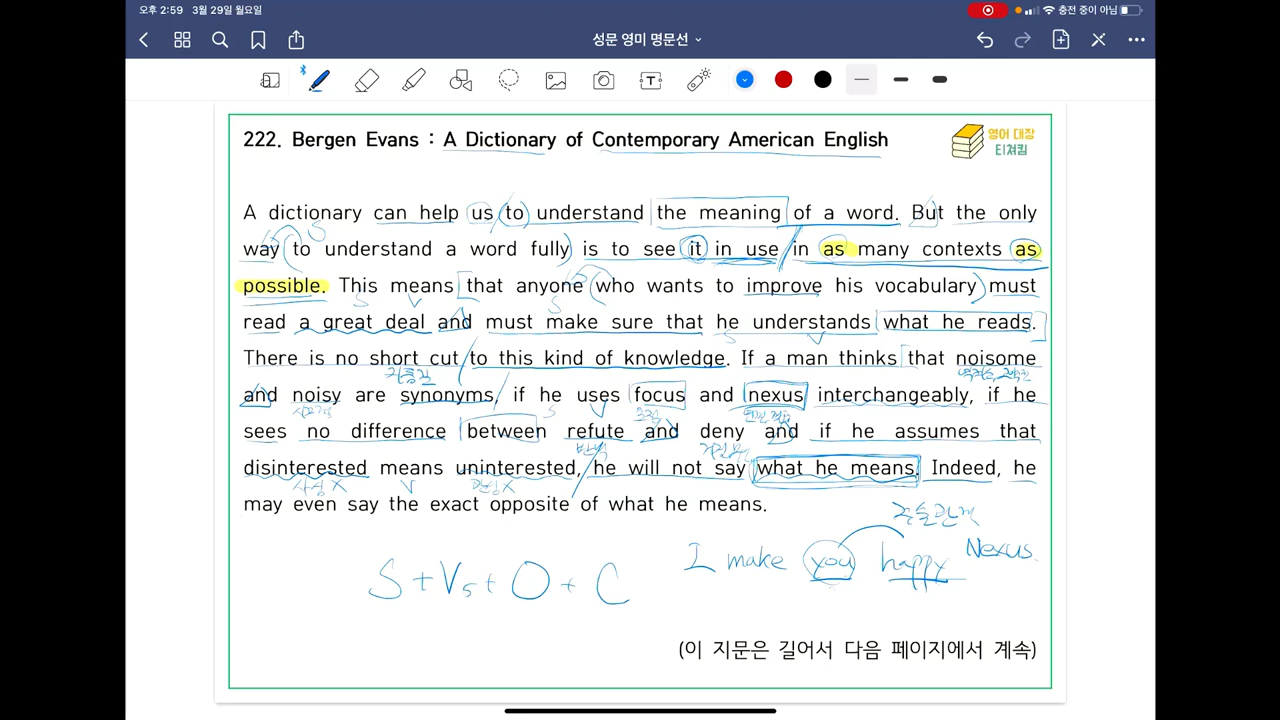 오후 2:59 3월 29일 월요일
충전 중이 아님
성문 영미 명문선
222. Bergen Evans : A Dictionary of Contemporary American English
영어 대장
티쳐킴
A dictionary can help us to understand the meaning of a word. But the only
way to understand a word fully is to see it in use in as many contexts as
possible. This means that anyone who wants to improve his vocabulary must
read a great deal and must make sure that he understands what he reads.
There is no short cut to this kind of knowledge. If a man thinks that noisome
and noisy are synonyms, if he uses focus and nexus interchangeably, if he
sees no difference between refute and deny and if he assumes that
disinterested means uninterested, he will not say what he means. Indeed, he
may even say the exact opposite of what he means.
주술관계
I make you happy Nexus.
S + V5 + O + C
(이 지문은 길어서 다음 페이지에서 계속)